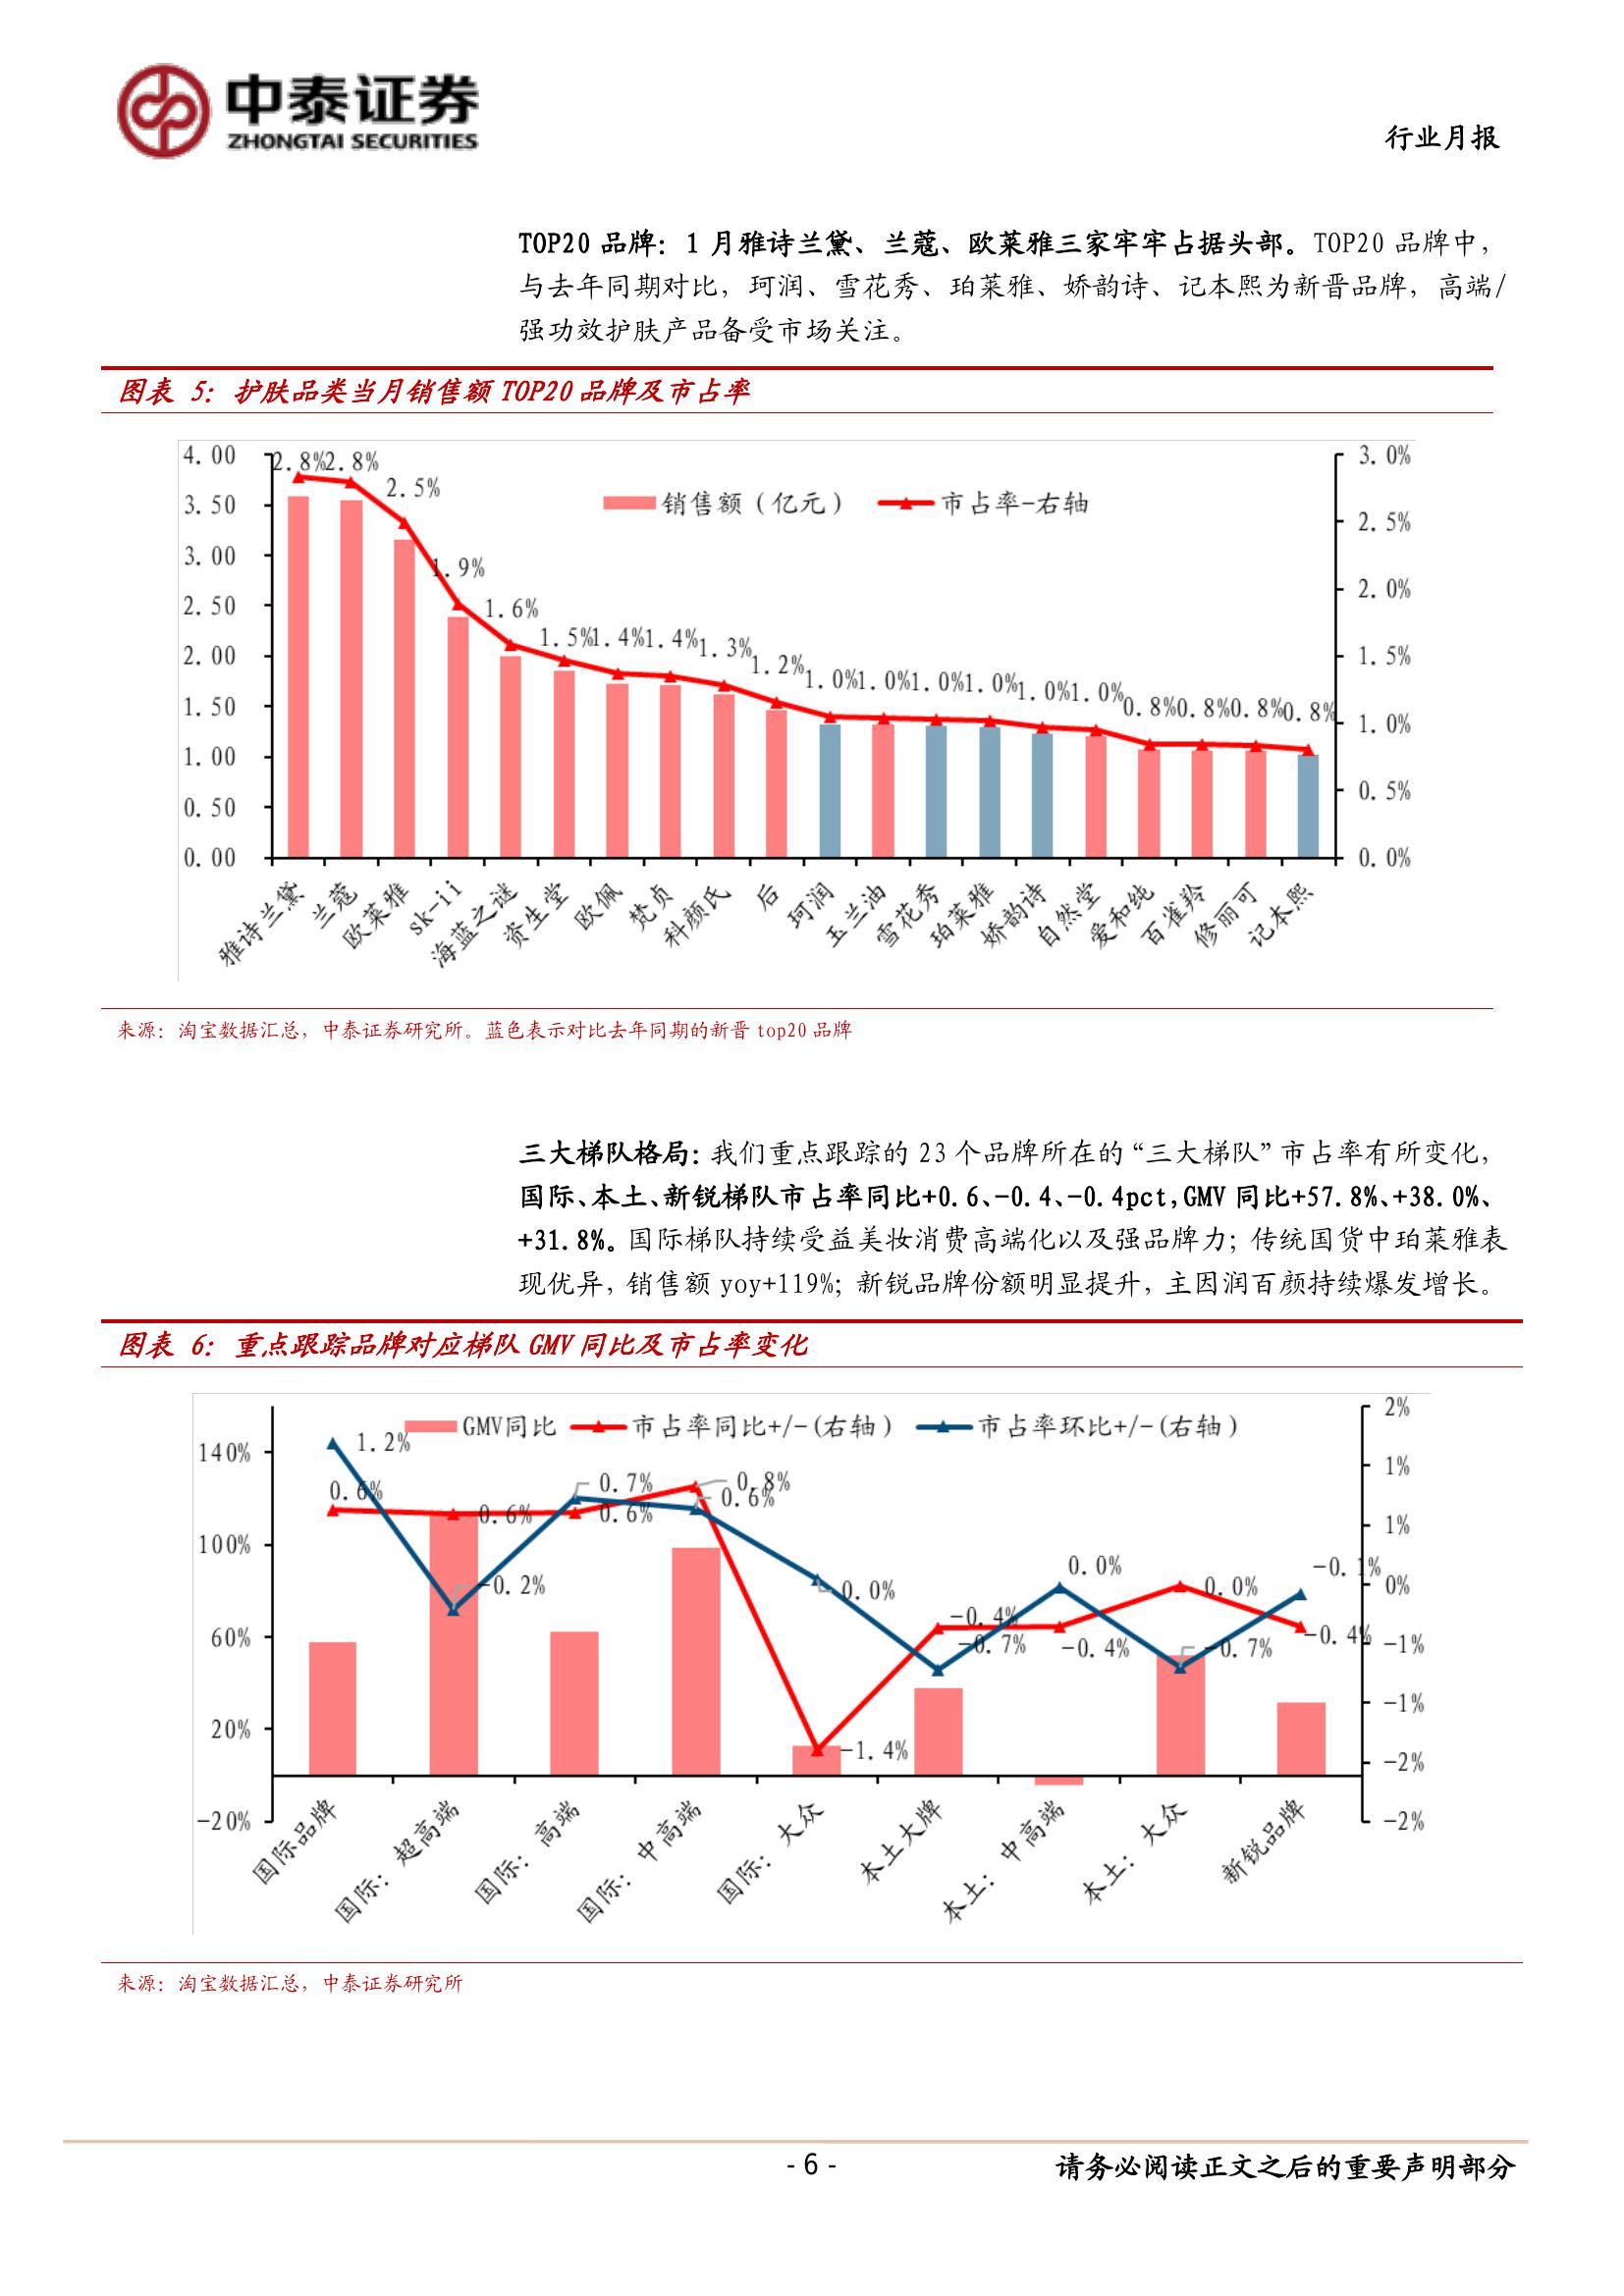 中泰证券
ZHONGTAI SECURITIES
行业月报
TOP20 品牌：1 月雅诗兰黛、兰蔻、欧莱雅三家牢牢占据头部。TOP20 品牌中，
与去年同期对比，珂润、雪花秀、珀莱雅、娇韵诗、记本熙为新晋品牌，高端/
强功效护肤产品备受市场关注。
图表 5：护肤品类当月销售额 TOP20 品牌及市占率
销售额（亿元） 市占率-右轴
4.00
3.50
3.00
2.50
2.00
1.50
1.00
0.50
0.00
2.8% 2.8% 2.5% 1.9% 1.6% 1.5% 1.4% 1.4% 1.3% 1.2% 1.0% 1.0% 1.0% 1.0% 1.0% 1.0% 0.8% 0.8% 0.8% 0.8%
3.0%
2.5%
2.0%
1.5%
1.0%
0.5%
0.0%
雅诗兰黛 兰蔻 欧莱雅 sk-ii 海蓝之谜 资生堂 欧佩 梵贞 科颜氏 后 珂润 玉兰油 雪花秀 珀莱雅 娇韵诗 自然堂 爱和纯 百雀羚 修丽可 记本熙
来源：淘宝数据汇总，中泰证券研究所。蓝色表示对比去年同期的新晋 top20 品牌
三大梯队格局：我们重点跟踪的 23 个品牌所在的“三大梯队”市占率有所变化，
国际、本土、新锐梯队市占率同比+0.6、-0.4、-0.4pct，GMV 同比+57.8%、+38.0%、
+31.8%。国际梯队持续受益美妆消费高端化以及强品牌力；传统国货中珀莱雅表
现优异，销售额 yoy+119%；新锐品牌份额明显提升，主因润百颜持续爆发增长。
图表 6：重点跟踪品牌对应梯队 GMV 同比及市占率变化
GMV同比 市占率同比+/-(右轴） 市占率环比+/-(右轴）
140%
100%
60%
20%
-20%
1.2% -0.2% 0.7% 0.6% 0.0% -0.7% 0.0% -0.7% -0.1%
0.6% 0.6% 0.6% 0.8% -1.4% -0.4% -0.4% 0.0% -0.4%
2%
1%
1%
0%
-1%
-1%
-2%
-2%
国际品牌 国际：超高端 国际：高端 国际：中高端 国际：大众 本土大牌 本土：中高端 本土：大众 新锐品牌
来源：淘宝数据汇总，中泰证券研究所
- 6 -
请务必阅读正文之后的重要声明部分